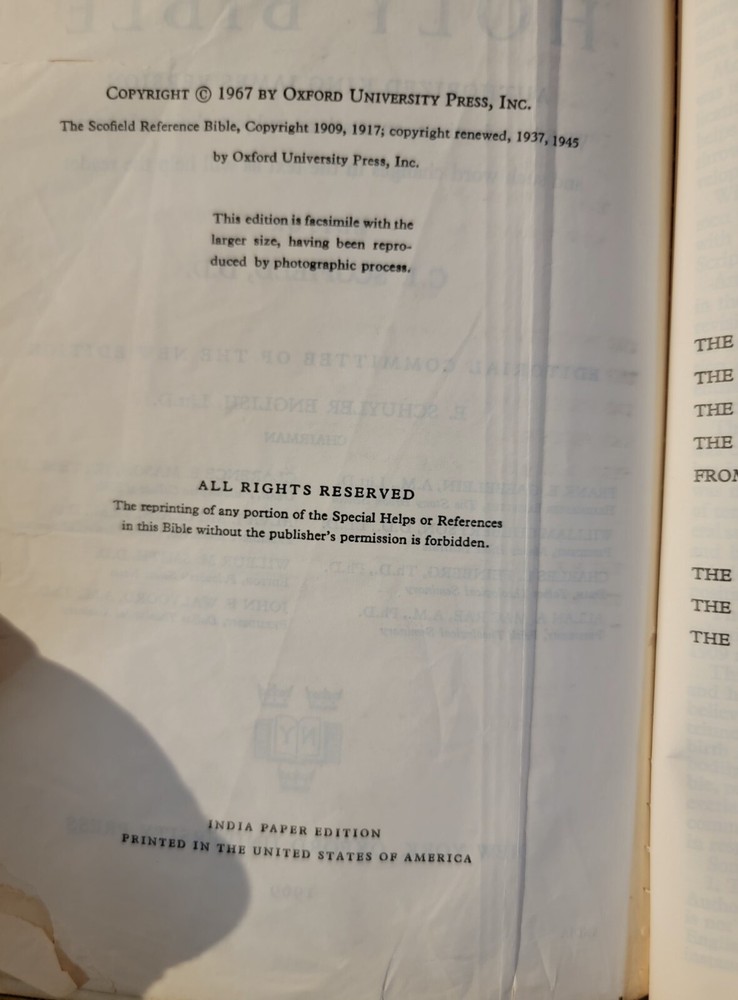 COPYRIGHT © 1967 BY OXFORD UNIVERSITY PRESS, INC.
The Scofield Reference Bible, Copyright 1909, 1917; copyright renewed, 1937, 1945
by Oxford University Press, Inc.
This edition is facsimile with the
larger size, having been repro-
duced by photographic process.
ALL RIGHTS RESERVED
The reprinting of any portion of the Special Helps or References
in this Bible without the publisher's permission is forbidden.
INDIA PAPER EDITION
PRINTED IN THE UNITED STATES OF AMERICA
THE
THE
THE
THE
THE
THE
THE